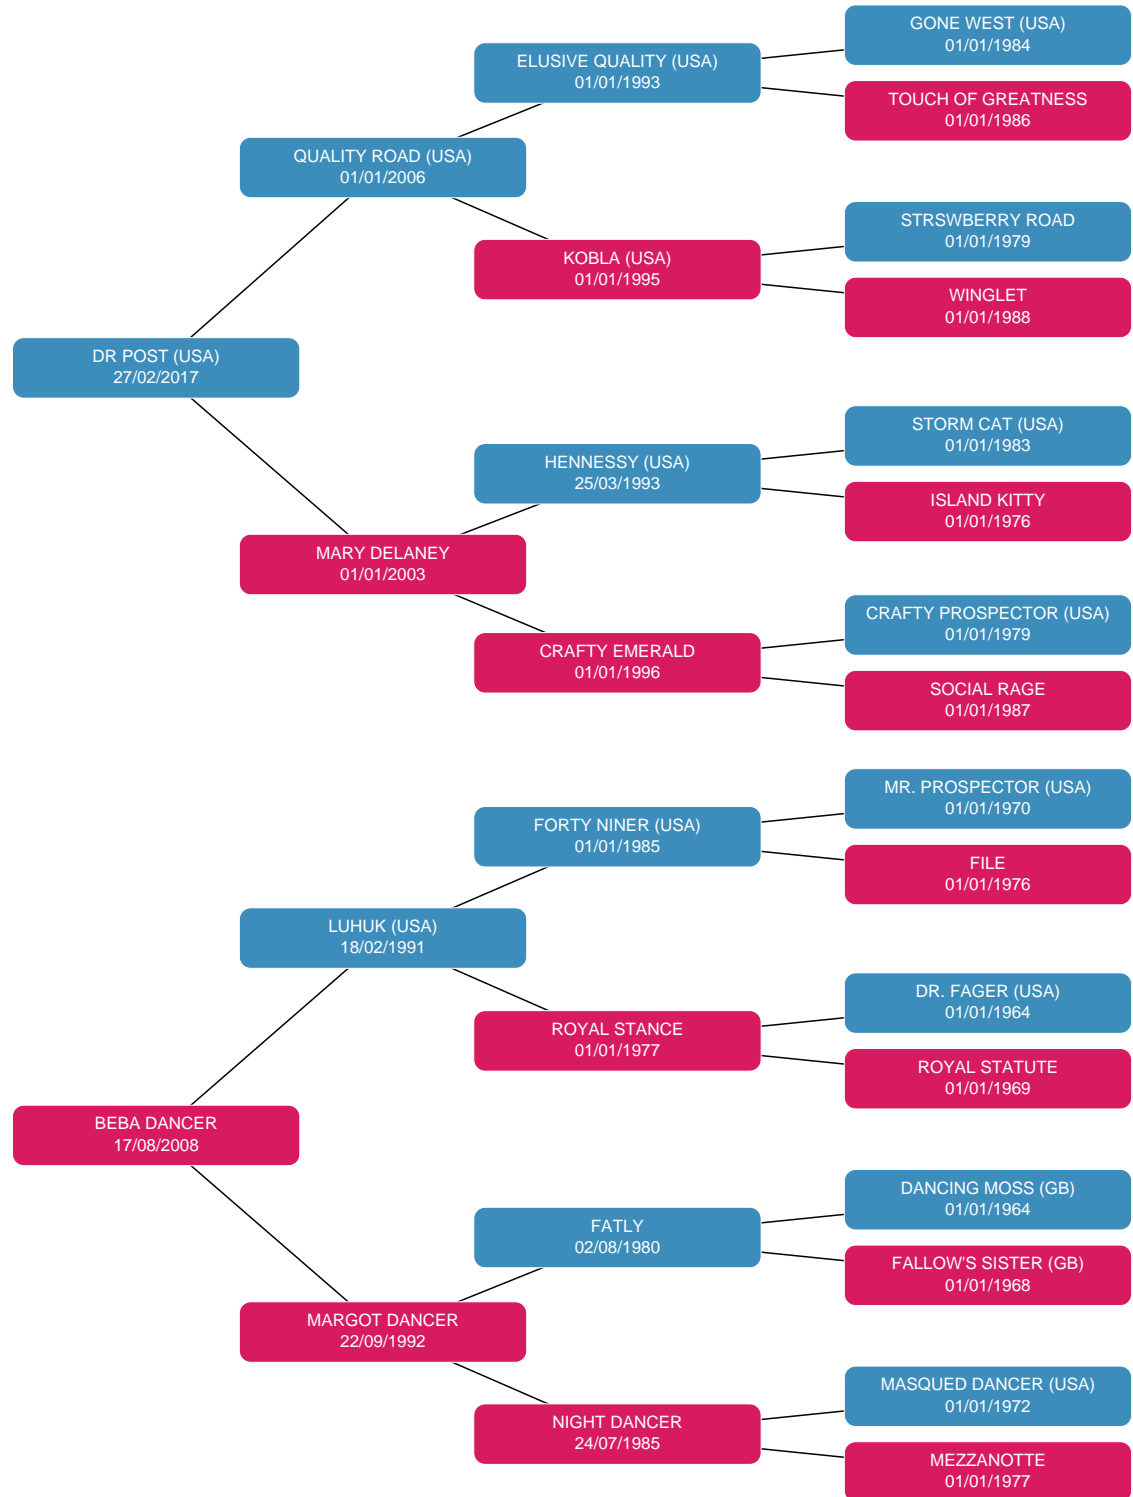 GONE WEST (USA)
01/01/1984
ELUSIVE QUALITY (USA)
01/01/1993
TOUCH OF GREATNESS
01/01/1986
QUALITY ROAD (USA)
01/01/2006
STRSWBERRY ROAD
01/01/1979
KOBLA (USA)
01/01/1995
WINGLET
01/01/1988
DR POST (USA)
27/02/2017
STORM CAT (USA)
01/01/1983
HENNESSY (USA)
25/03/1993
ISLAND KITTY
01/01/1976
MARY DELANEY
01/01/2003
CRAFTY PROSPECTOR (USA)
01/01/1979
CRAFTY EMERALD
01/01/1996
SOCIAL RAGE
01/01/1987
MR. PROSPECTOR (USA)
01/01/1970
FORTY NINER (USA)
01/01/1985
FILE
01/01/1976
LUHUK (USA)
18/02/1991
DR. FAGER (USA)
01/01/1964
ROYAL STANCE
01/01/1977
ROYAL STATUTE
01/01/1969
BEBA DANCER
17/08/2008
DANCING MOSS (GB)
01/01/1964
FATLY
02/08/1980
FALLOW'S SISTER (GB)
01/01/1968
MARGOT DANCER
22/09/1992
MASQUED DANCER (USA)
01/01/1972
NIGHT DANCER
24/07/1985
MEZZANOTTE
01/01/1977